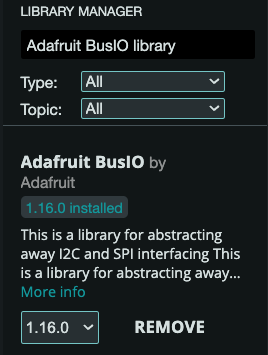 LIBRARY MANAGER
Adafruit BusIO library
Type: All
Topic: All
Adafruit BusIO by
Adafruit
1.16.0 installed
This is a library for abstracting
away I2C and SPI interfacing This
is a library for abstracting away...
More info
1.16.0 REMOVE